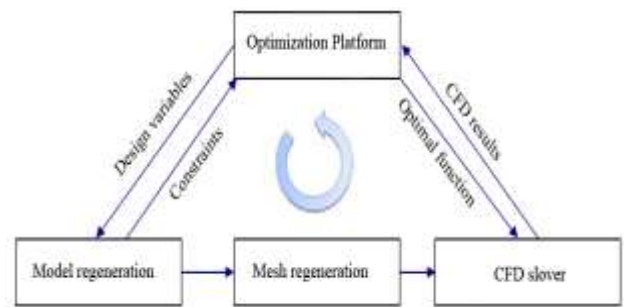 Optimization Platform
Design variables
Constraints
Optimal function
CFD results
Model regeneration
Mesh regeneration
CFD slover